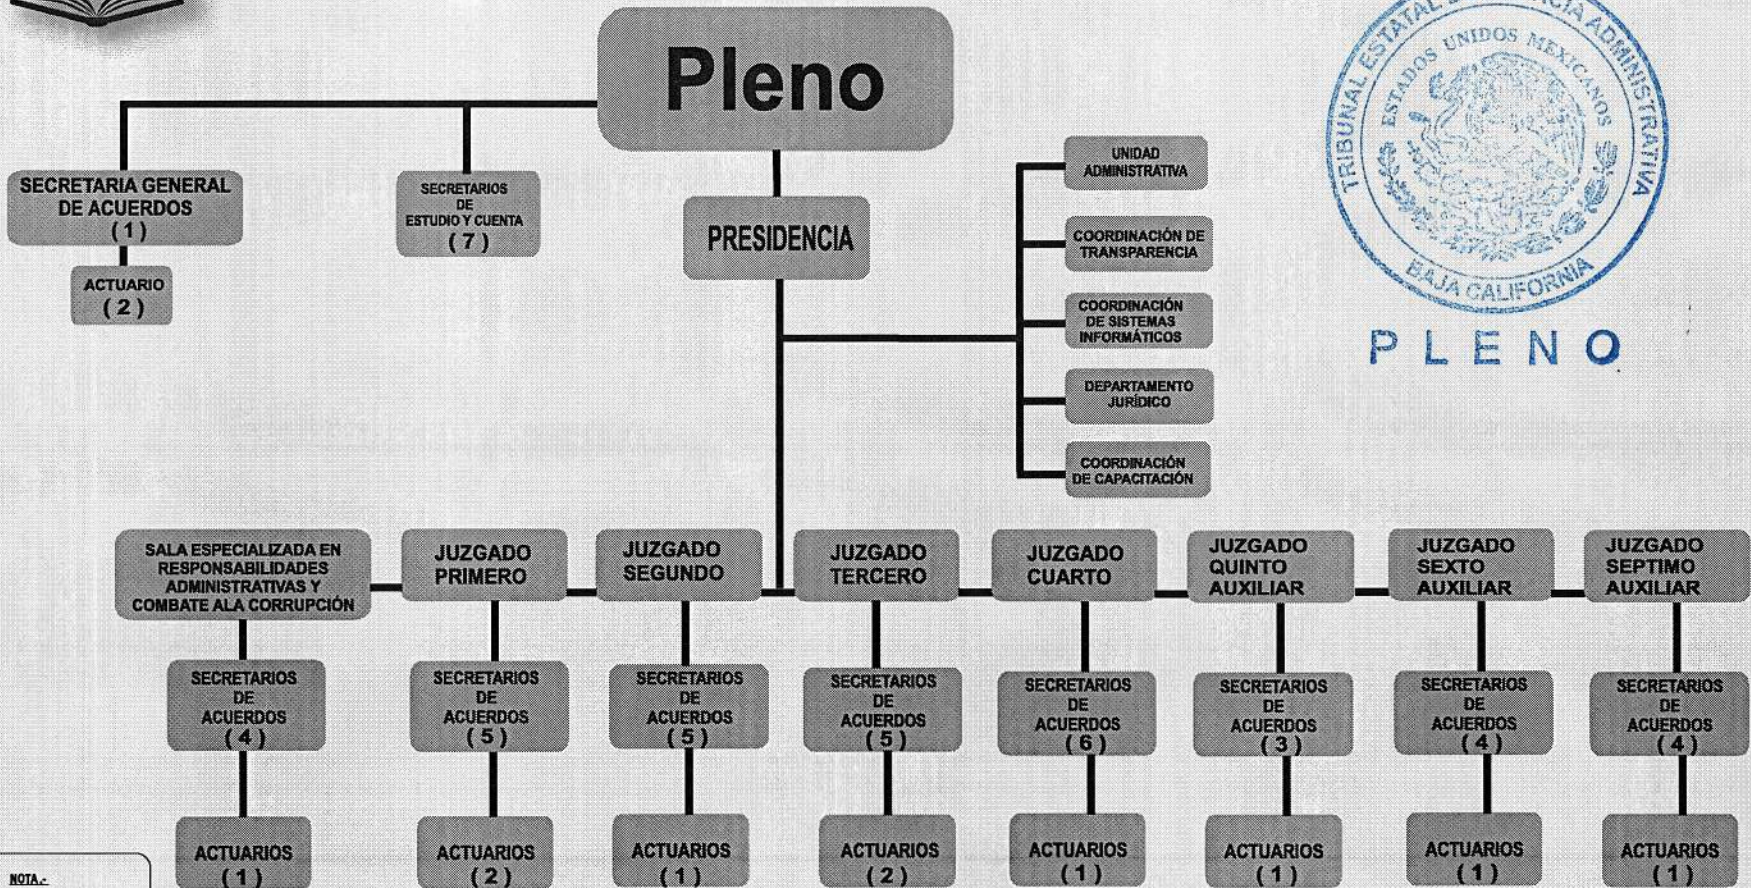 Pleno
SECRETARIA GENERAL
DE ACUERDOS
( 1 )
ACTUARIO
( 2 )
SECRETARIOS
DE
ESTUDIO Y CUENTA
( 7 )
PRESIDENCIA
UNIDAD
ADMINISTRATIVA
COORDINACIÓN DE
TRANSPARENCIA
COORDINACIÓN
DE SISTEMAS
INFORMÁTICOS
DEPARTAMENTO
JURÍDICO
COORDINACIÓN
DE CAPACITACIÓN
TRIBUNAL ESTATAL ADMINISTRATIVA
ESTADOS UNIDOS MEXICANOS
BAJA CALIFORNIA
PLENO
SALA ESPECIALIZADA EN
RESPONSABILIDADES
ADMINISTRATIVAS Y
COMBATE ALA CORRUPCIÓN
SECRETARIOS
DE
ACUERDOS
( 4 )
ACTUARIOS
( 1 )
JUZGADO
PRIMERO
SECRETARIOS
DE
ACUERDOS
( 5 )
ACTUARIOS
( 2 )
JUZGADO
SEGUNDO
SECRETARIOS
DE
ACUERDOS
( 5 )
ACTUARIOS
( 1 )
JUZGADO
TERCERO
SECRETARIOS
DE
ACUERDOS
( 5 )
ACTUARIOS
( 2 )
JUZGADO
CUARTO
SECRETARIOS
DE
ACUERDOS
( 6 )
ACTUARIOS
( 1 )
JUZGADO
QUINTO
AUXILIAR
SECRETARIOS
DE
ACUERDOS
( 3 )
ACTUARIOS
( 1 )
JUZGADO
SEXTO
AUXILIAR
SECRETARIOS
DE
ACUERDOS
( 4 )
ACTUARIOS
( 1 )
JUZGADO
SEPTIMO
AUXILIAR
SECRETARIOS
DE
ACUERDOS
( 4 )
ACTUARIOS
( 1 )
NOTA.-